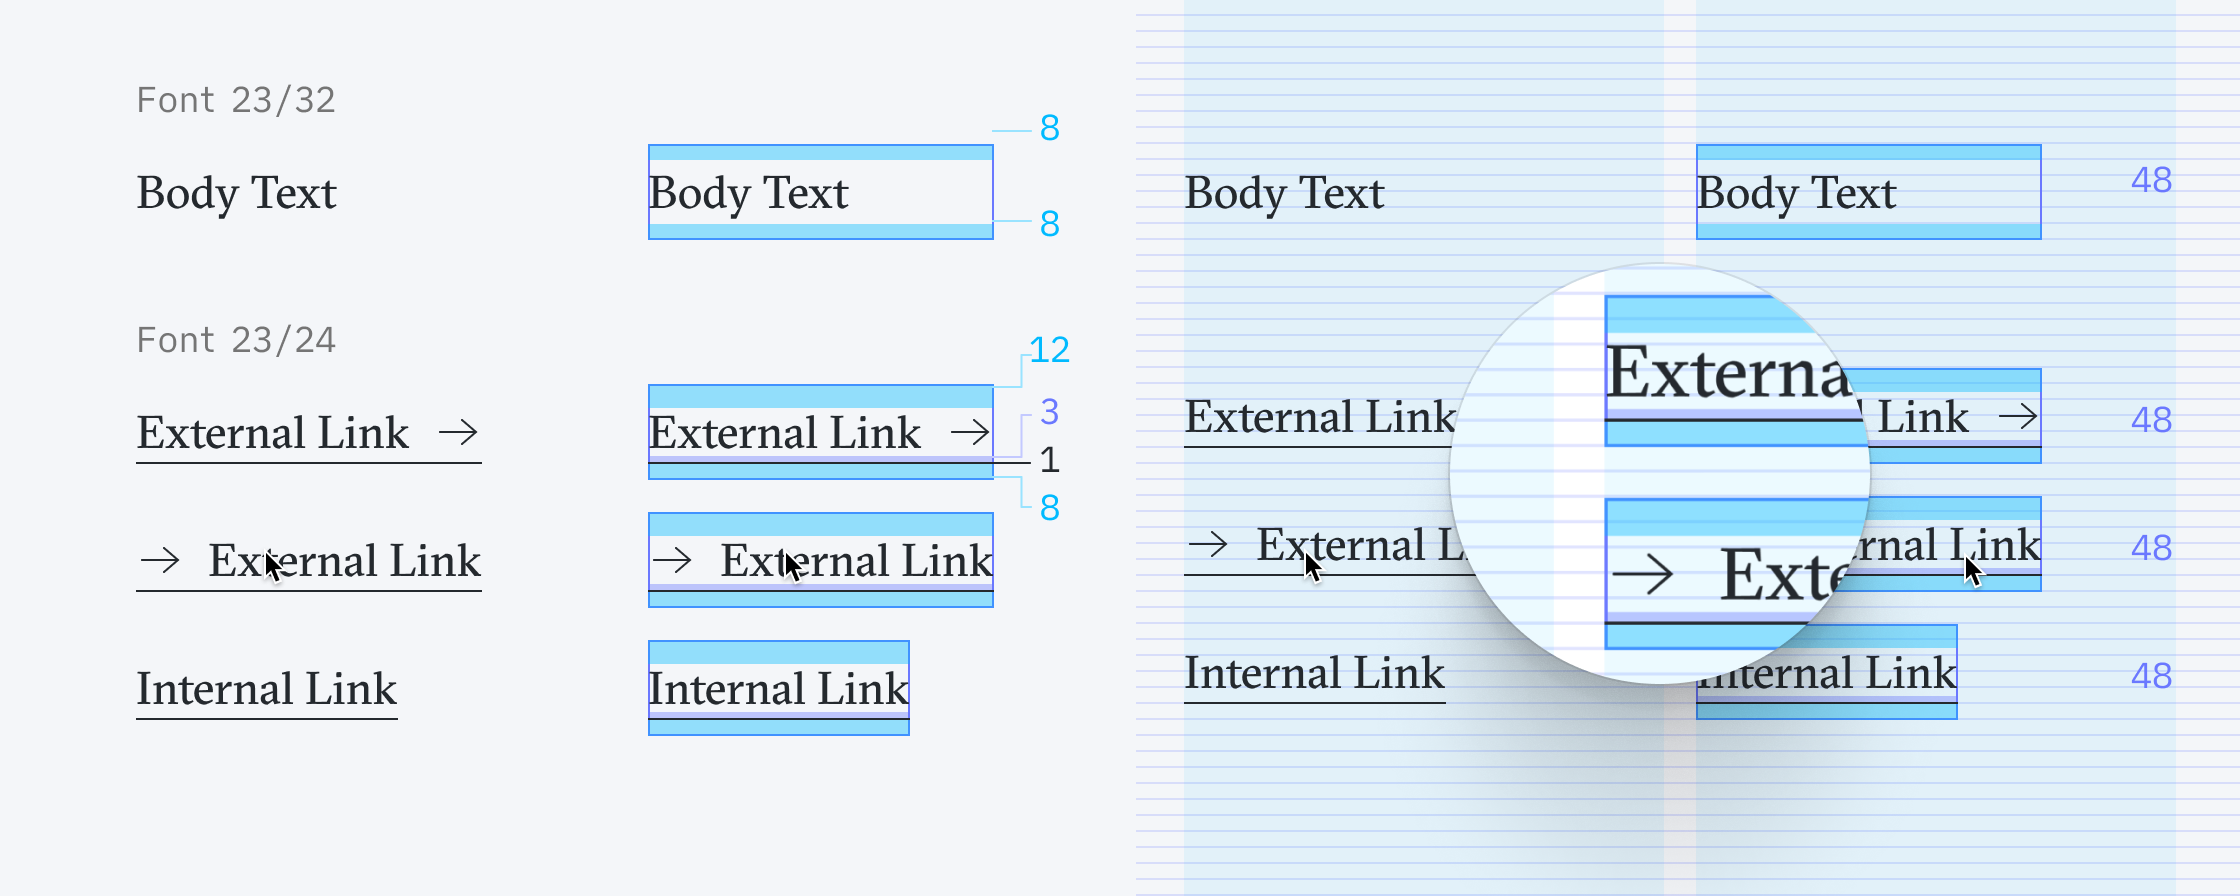 Font 23/32
8
Body Text
Body Text
8
Font 23/24
12
External Link →
External Link →
3
1
8
→ External Link
→ External Link
Internal Link
Internal Link
Body Text
Body Text
48
External Link
Externa
Link →
48
→ External L
→ Exte
rnal Link
48
Internal Link
Internal Link
48